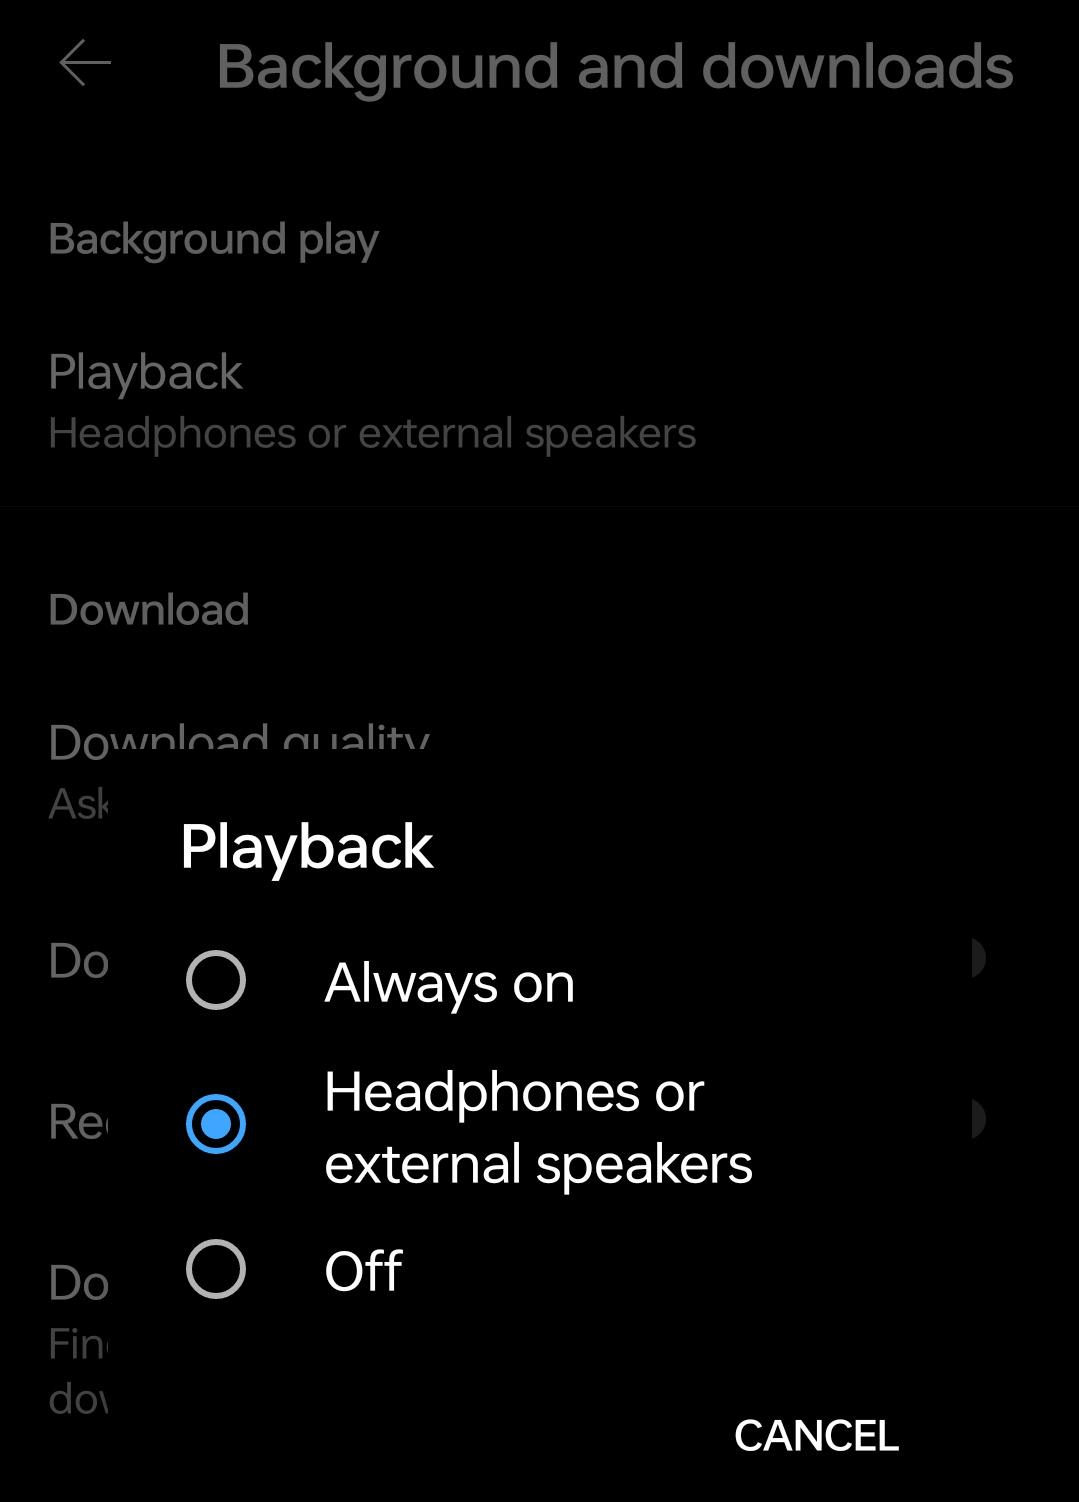 Background and downloads
Background play
Playback
Headphones or external speakers
Download
Download quality
Ask
Playback
Do
Always on
Headphones or
Re
external speakers
Do
Off
Fin
dow
CANCEL